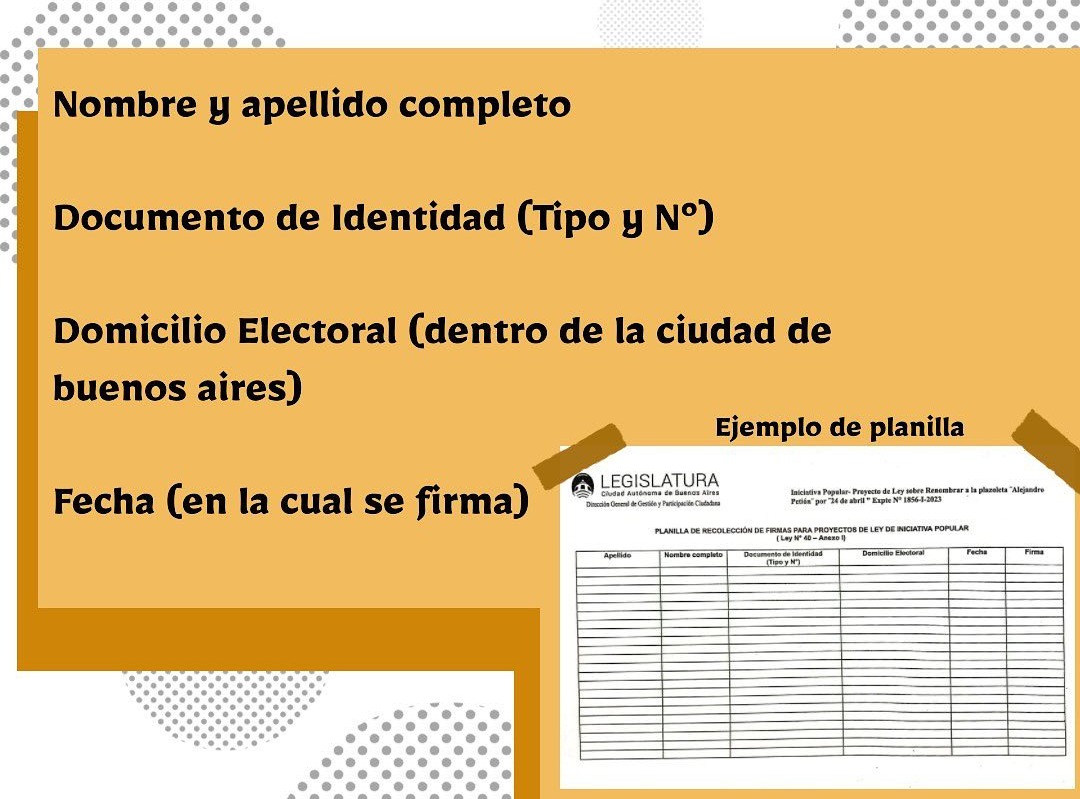 Nombre y apellido completo
Documento de Identidad (Tipo y Nº)
Domicilio Electoral (dentro de la ciudad de
buenos aires)
Fecha (en la cual se firma)
Ejemplo de planilla
LEGISLATURA
Ciudad Autónoma de Buenos Aires
Dirección General de Gestión y Participación Ciudadana
Iniciativa Popular- Proyecto de Ley sobre Renombrar a la plazoleta "Alejandro
Petión" por "24 de abril " Expte Nº 1856-I-2023
PLANILLA DE RECOLECCIÓN DE FIRMAS PARA PROYECTOS DE LEY DE INICIATIVA POPULAR
( Ley Nº 40 – Anexo I)
Apellido Nombre completo Documento de Identidad Domicilio Electoral Fecha Firma
(Tipo y Nº)